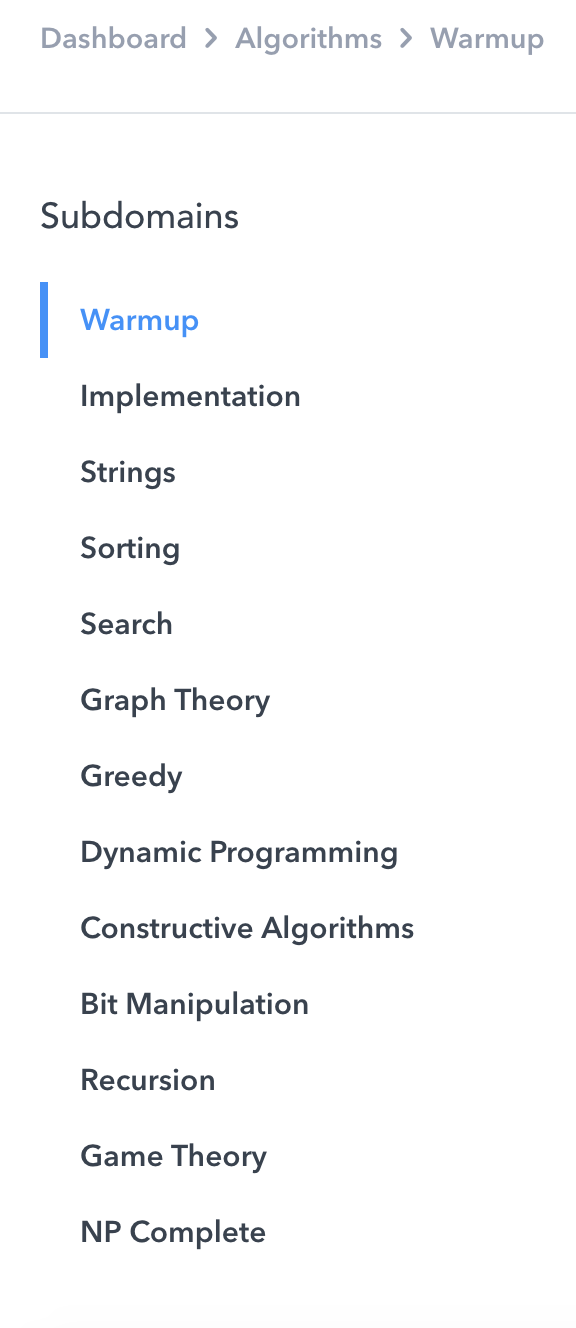 Dashboard > Algorithms > Warmup
Subdomains
Warmup
Implementation
Strings
Sorting
Search
Graph Theory
Greedy
Dynamic Programming
Constructive Algorithms
Bit Manipulation
Recursion
Game Theory
NP Complete